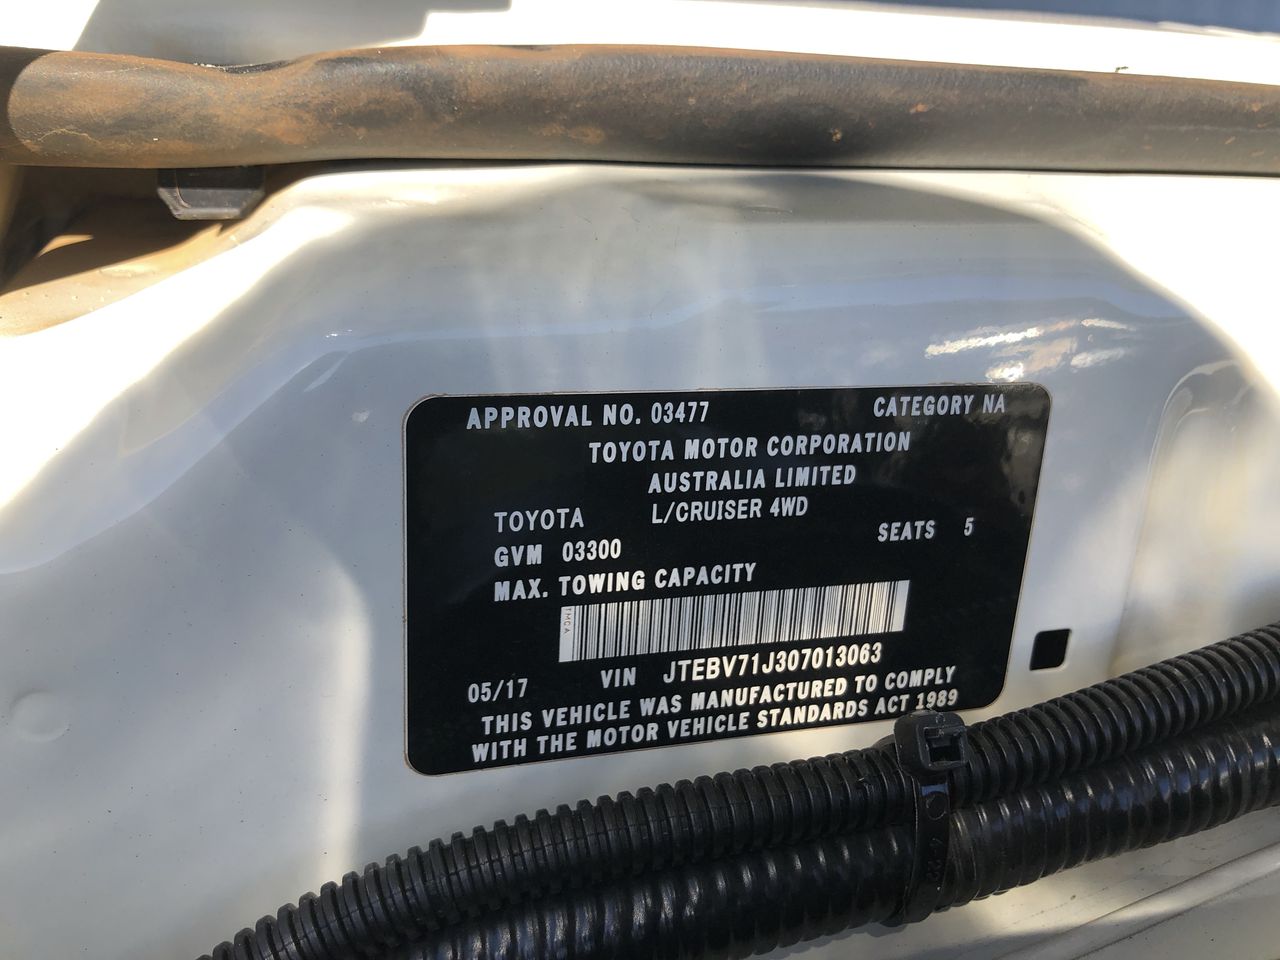 APPROVAL NO. 03477 CATEGORY NA
TOYOTA MOTOR CORPORATION
AUSTRALIA LIMITED
TOYOTA L/CRUISER 4WD
GVM 03300 SEATS 5
MAX. TOWING CAPACITY
TMCA
05/17 VIN JTEBV71J307013063
THIS VEHICLE WAS MANUFACTURED TO COMPLY
WITH THE MOTOR VEHICLE STANDARDS ACT 1989